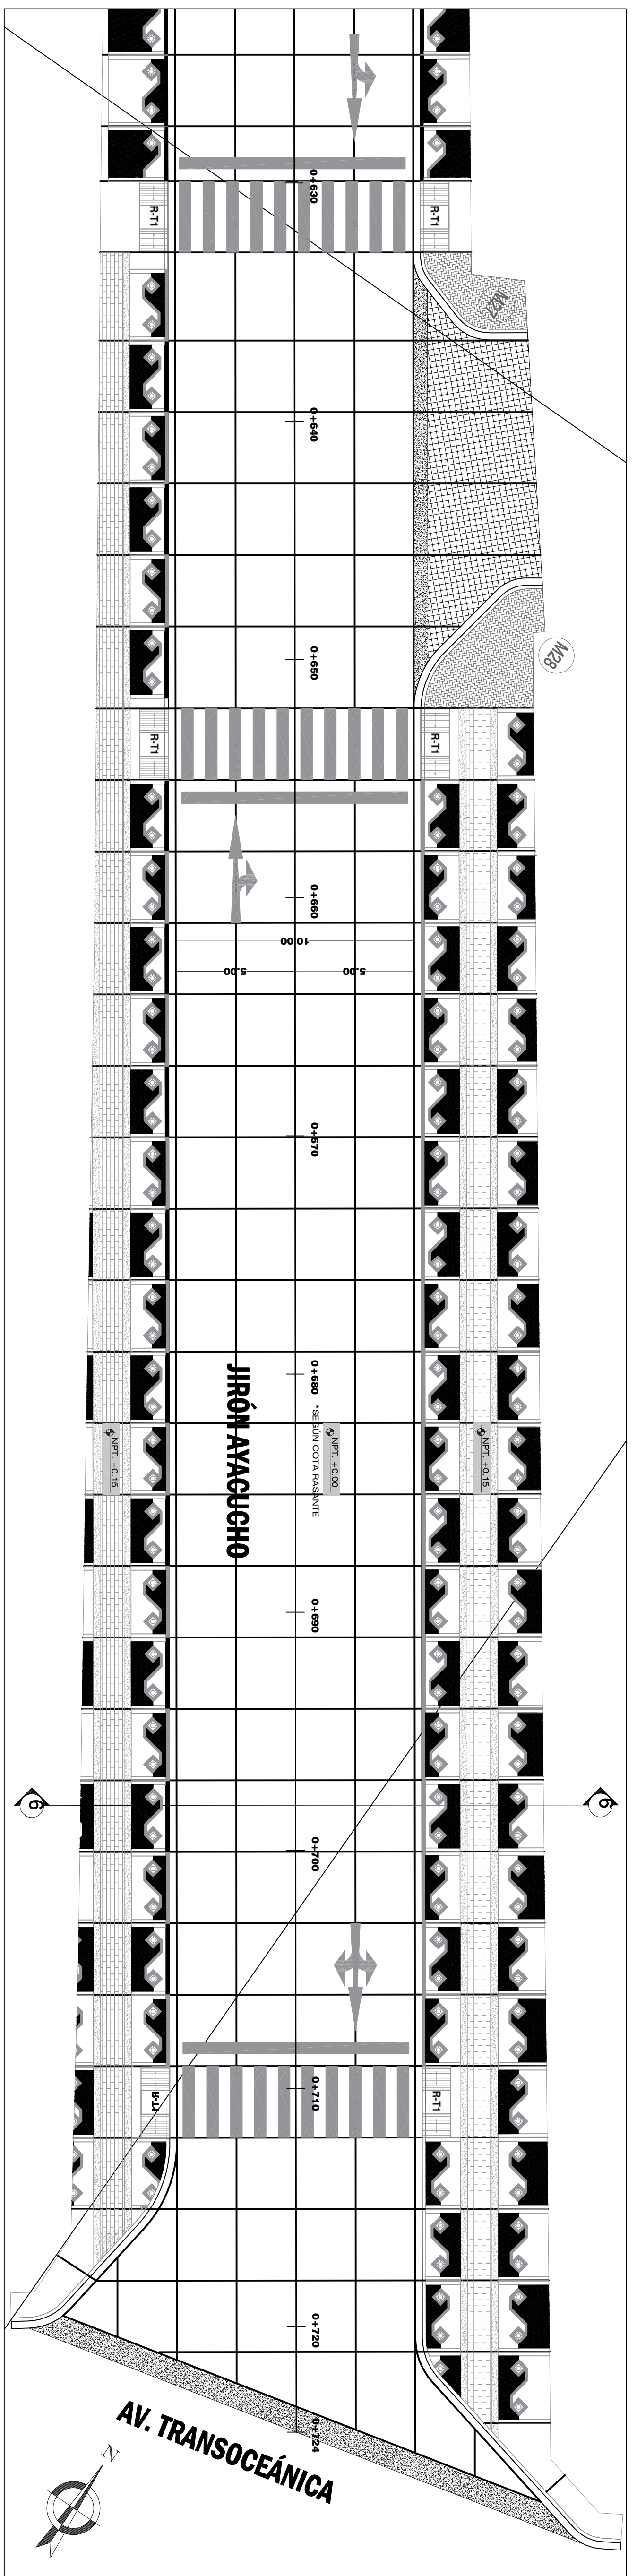 0+630
R-T1
R-T1
M27
0+640
0+650
M28
R-T1
R-T1
0+660
10.00
5.00
5.00
0+670
0+680
JIRÓN AYACUCHO
*SEGÚN COTA RASANTE
NPT. +0.00
NPT. +0.15
NPT. +0.15
0+690
6
6
0+700
0+710
R-T1
R-T1
0+720
0+724
AV. TRANSOCEÁNICA
N